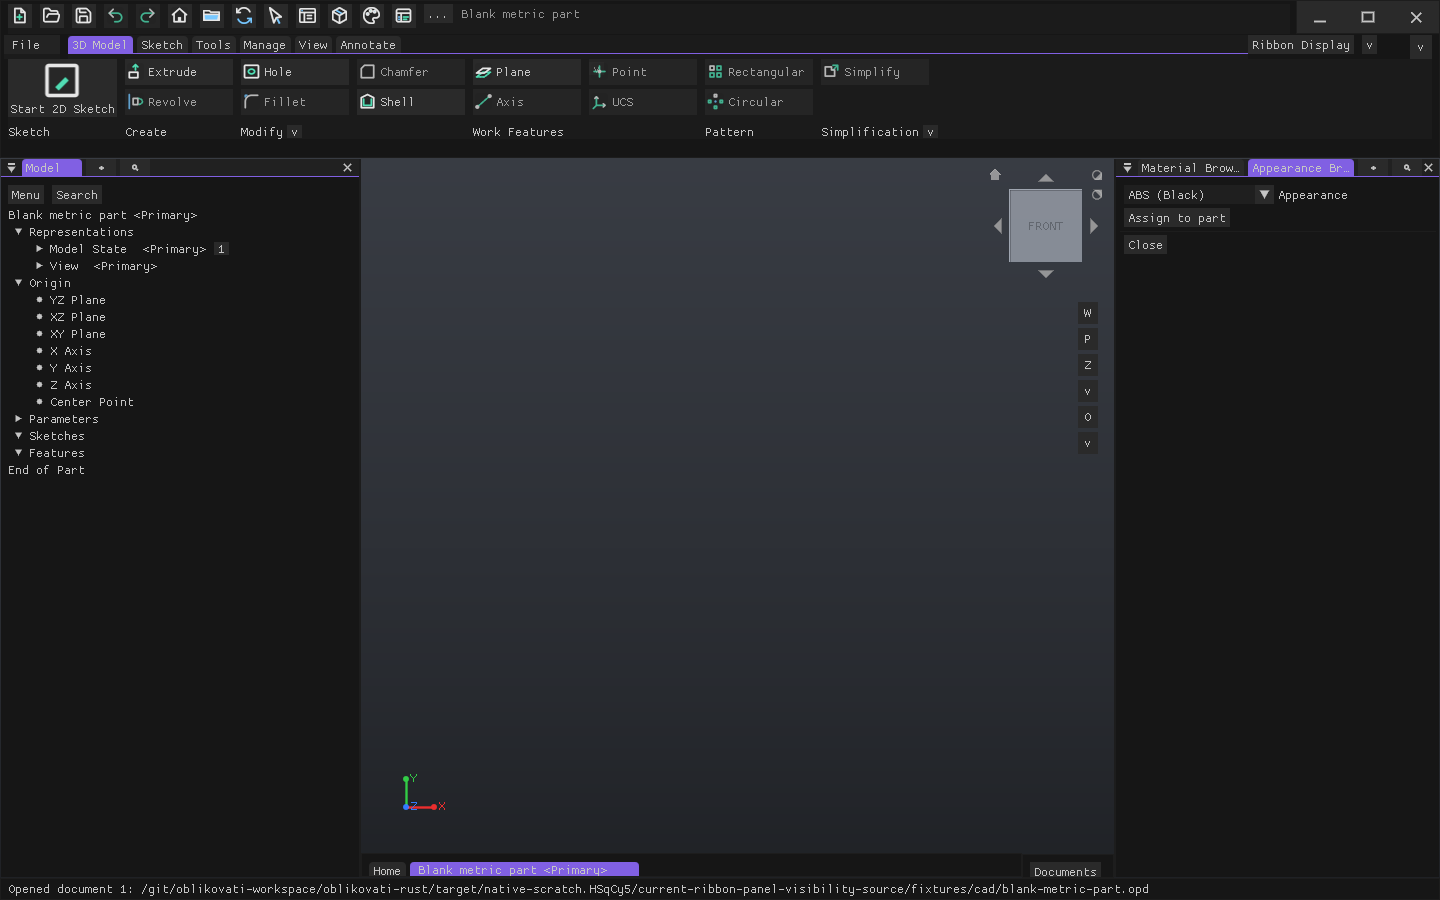 ... Blank metric part
File 3D Model Sketch Tools Manage View Annotate Ribbon Display v v
Start 2D Sketch
Extrude Hole Chamfer Plane Point Rectangular Simplify
Revolve Fillet Shell Axis UCS Circular
Sketch Create Modify v Work Features Pattern Simplification v
Model
Menu Search
Blank metric part <Primary>
Representations
Model State <Primary> 1
View <Primary>
Origin
YZ Plane
XZ Plane
XY Plane
X Axis
Y Axis
Z Axis
Center Point
Parameters
Sketches
Features
End of Part
FRONT
W
P
Z
v
O
v
Y
Z X
Material Brow… Appearance Br…
ABS (Black) Appearance
Assign to part
Close
Home Blank metric part <Primary> Documents
Opened document 1: /git/oblikovati-workspace/oblikovati-rust/target/native-scratch.HSqCy5/current-ribbon-panel-visibility-source/fixtures/cad/blank-metric-part.opd